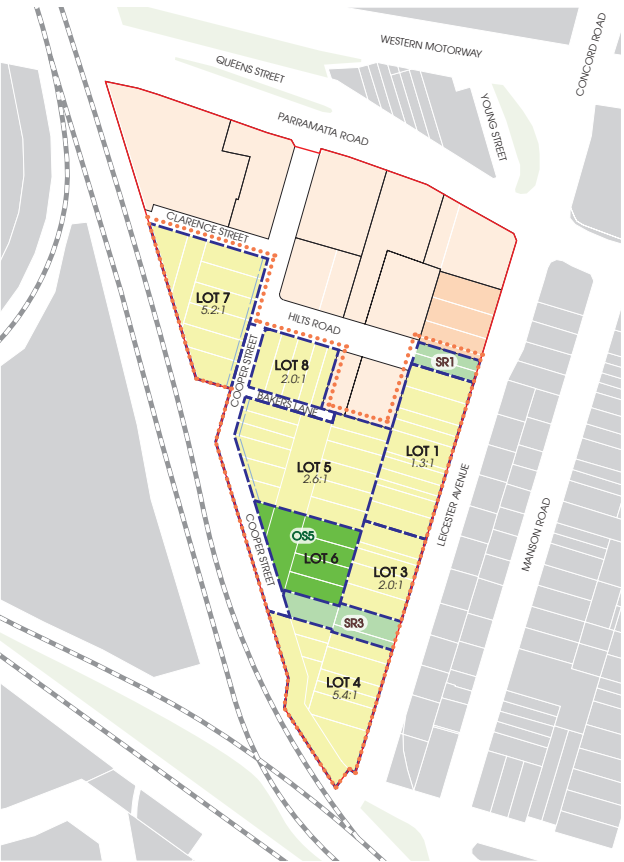 WESTERN MOTORWAY
CONCORD ROAD
QUEENS STREET
YOUNG STREET
PARRAMATTA ROAD
CLARENCE STREET
LOT 7
5.2:1
HILTS ROAD
COOPER STREET
LOT 8
2.0:1
SR1
BAKERS LANE
LOT 1
1.3:1
LOT 5
2.6:1
LEICESTER AVENUE
MANSON ROAD
COOPER STREET
OS5
LOT 6
LOT 3
2.0:1
SR3
LOT 4
5.4:1